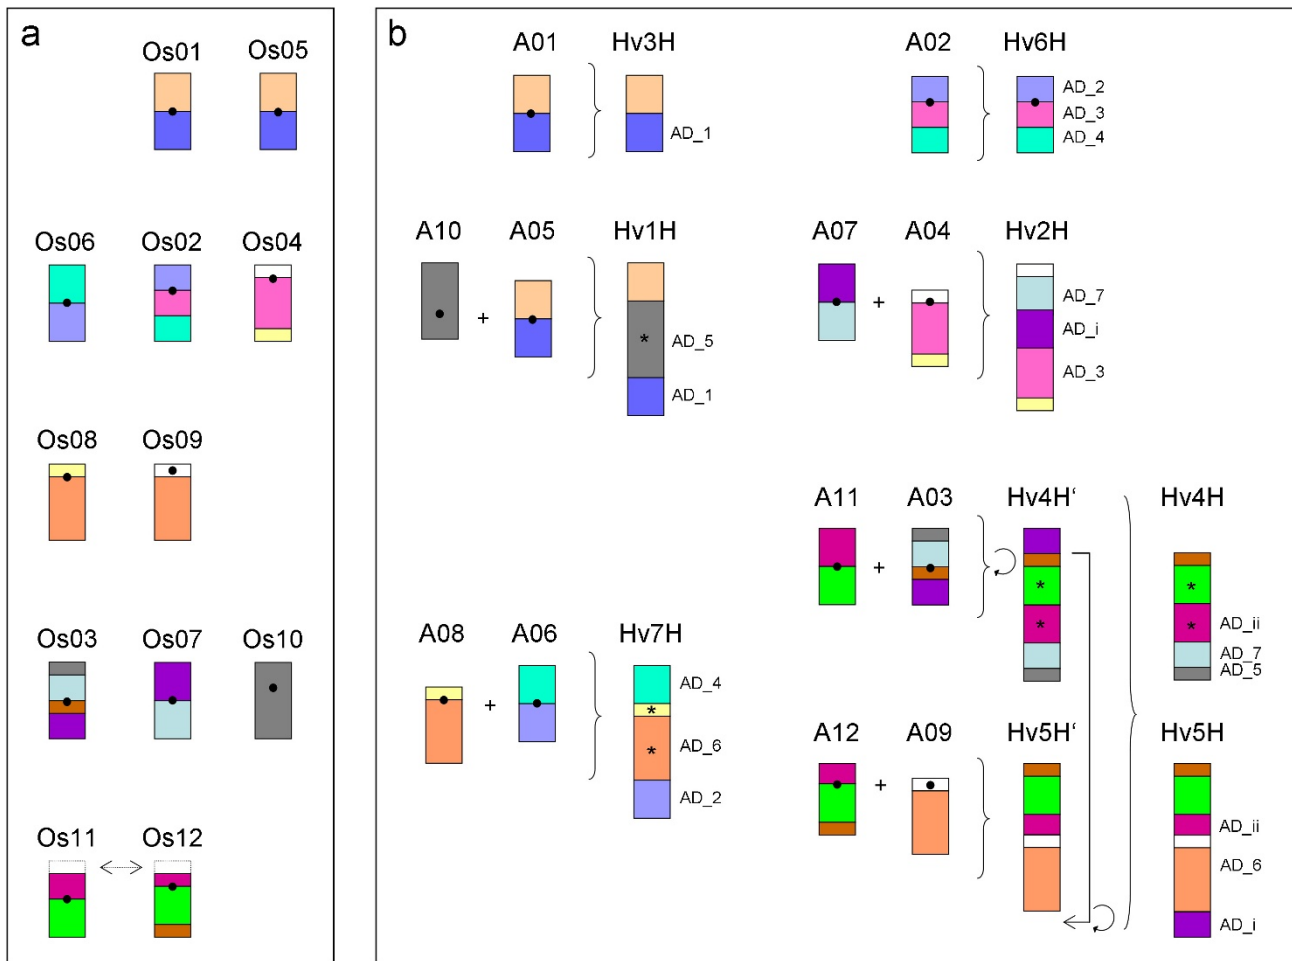 a
Os01 Os05
Os06 Os02 Os04
Os08 Os09
Os03 Os07 Os10
Os11 Os12
b
A01 Hv3H
AD_1
A02 Hv6H
AD_2
AD_3
AD_4
A10 + A05 Hv1H
*
AD_5
AD_1
A07 + A04 Hv2H
AD_7
AD_i
AD_3
A11 + A03 Hv4H‘ Hv4H
* *
* * AD_ii
AD_7
AD_5
A08 + A06 Hv7H
AD_4
*
* AD_6
AD_2
A12 + A09 Hv5H‘ Hv5H
AD_ii
AD_6
AD_i